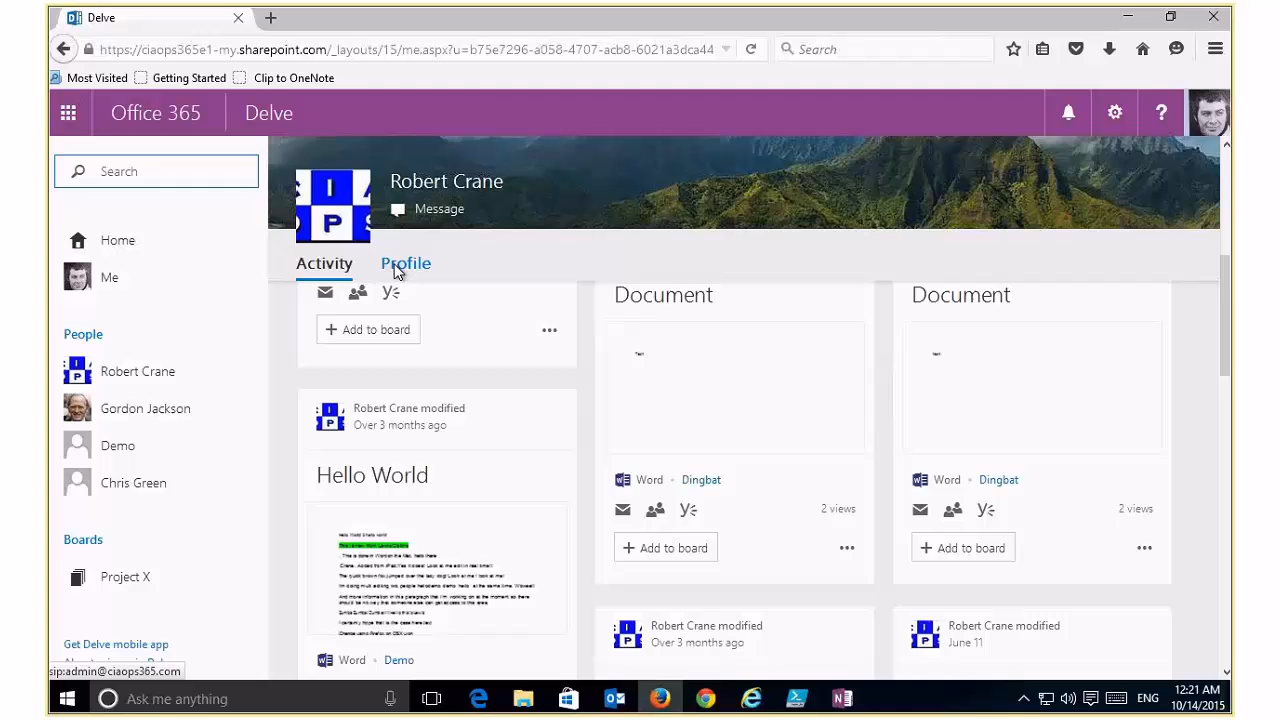 Delve
https://ciaops365e1-my.sharepoint.com/_layouts/15/me.aspx?u=b75e7296-a058-4707-acb8-6021a3dca44
Search
Most Visited
Getting Started
Clip to OneNote
Office 365
Delve
?
Search
Robert Crane
Message
Home
Me
Activity
Profile
People
Robert Crane
Gordon Jackson
Demo
Chris Green
Boards
Project X
Get Delve mobile app
sip:admin@ciaops365.com
+ Add to board
Robert Crane modified
Over 3 months ago
Hello World
Word
Demo
Document
Word
Dingbat
2 views
+ Add to board
Robert Crane modified
Over 3 months ago
Document
Word
Dingbat
2 views
+ Add to board
Robert Crane modified
June 11
Ask me anything
ENG
12:21 AM
10/14/2015